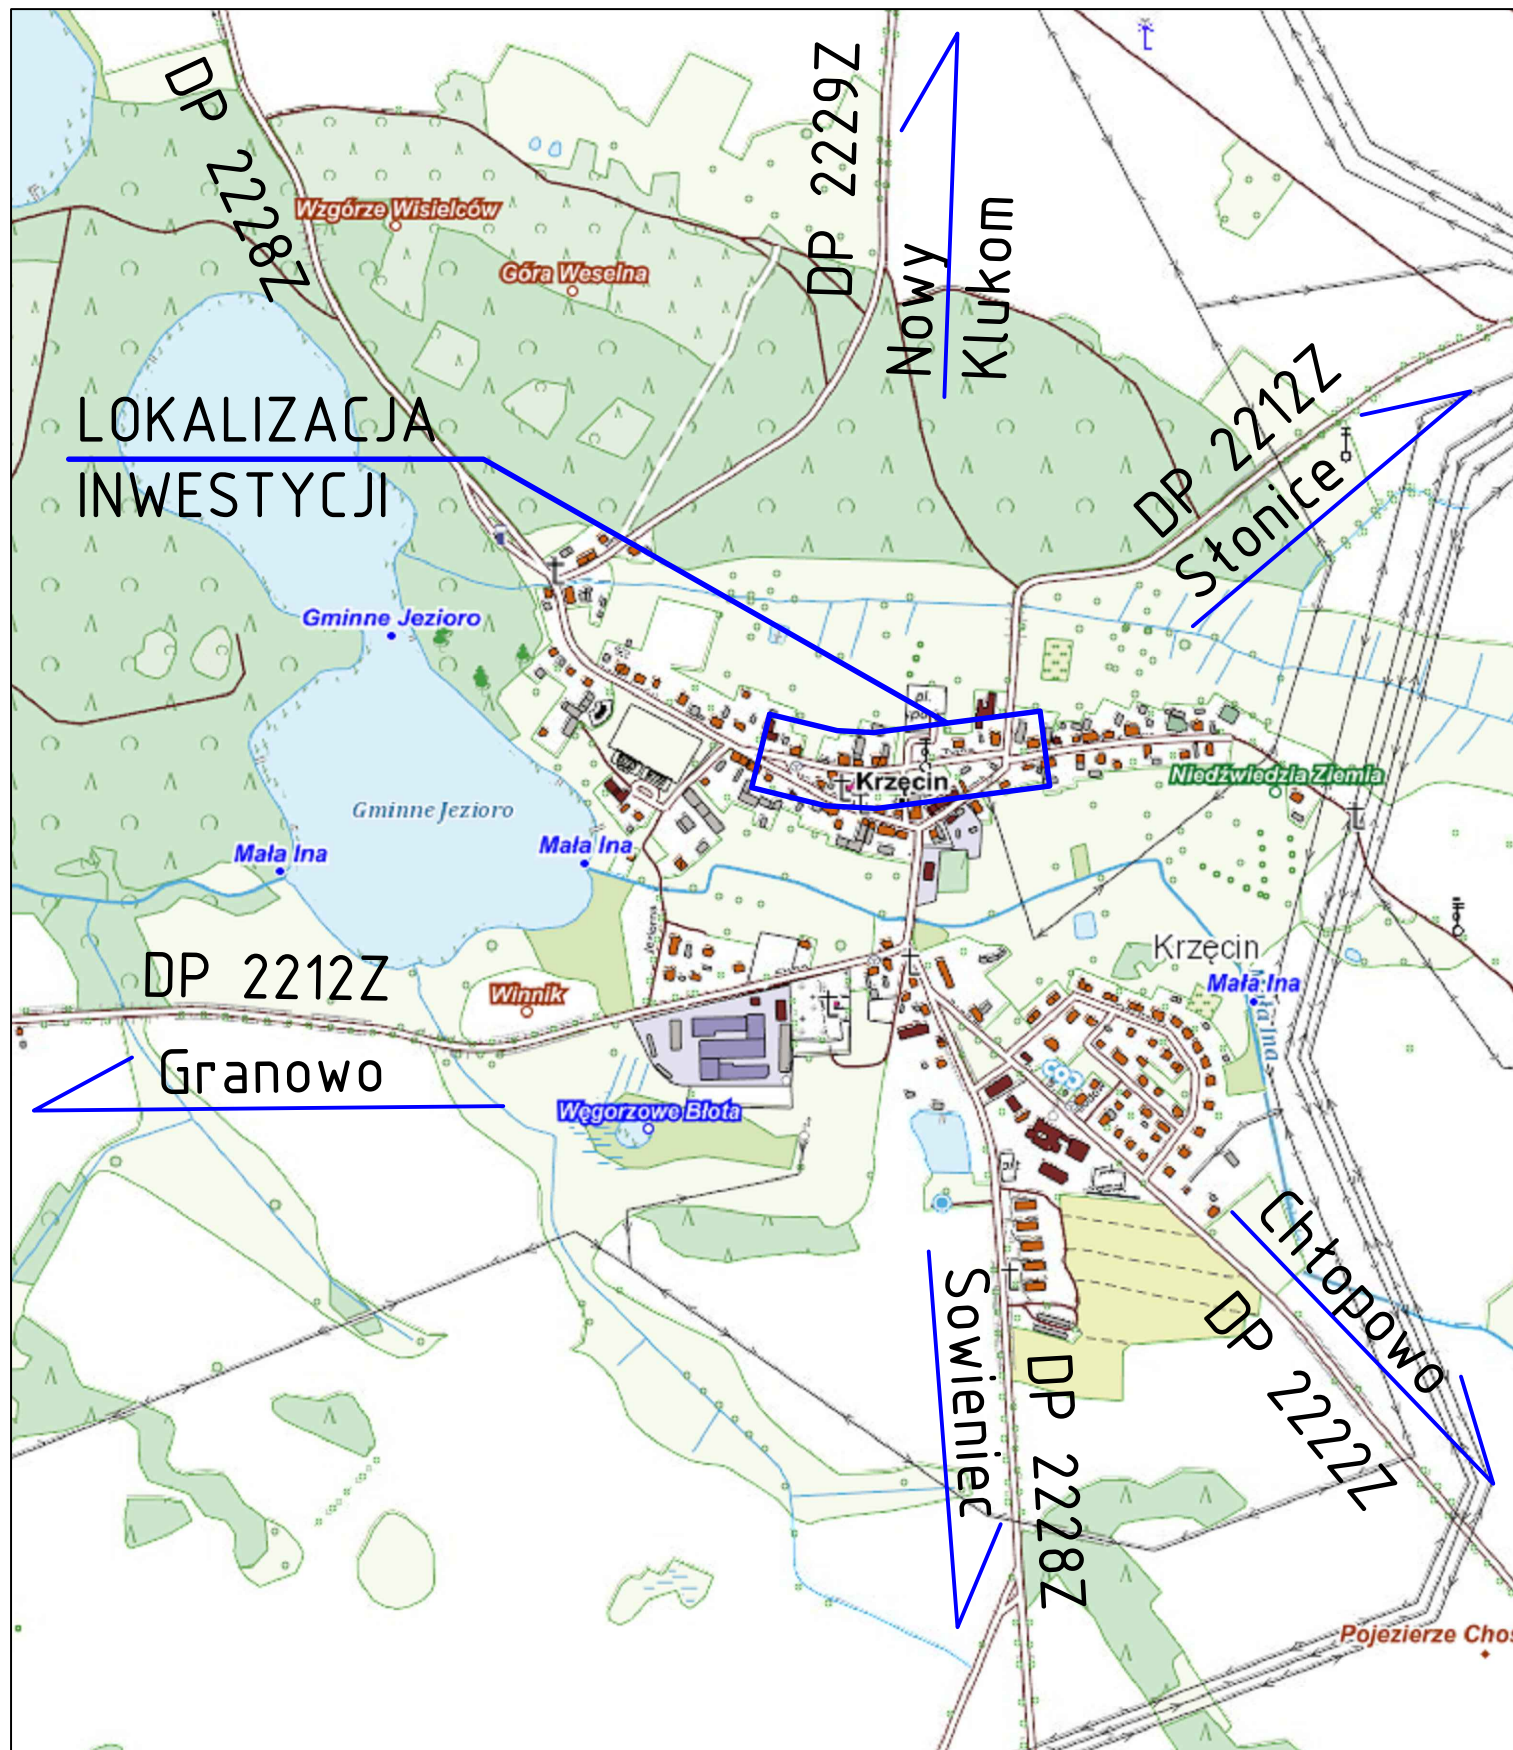 DP 2228Z
DP 2229Z
Wzgórze Wisielców
Góra Weselna
Nowy
Klukom
LOKALIZACJA
INWESTYCJI
DP 2212Z
Słonice
Gminne Jezioro
pl.
Krzęcin
Niedźwiedzia Ziemia
Gminne Jezioro
Mała Ina
Mała Ina
Jeziorna
Krzęcin
DP 2212Z
Winnik
Mała Ina
Granowo
Węgorzowe Błota
Chłopowo
DP 2222Z
Sowieniec
DP 2228Z
Pojezierze Chos